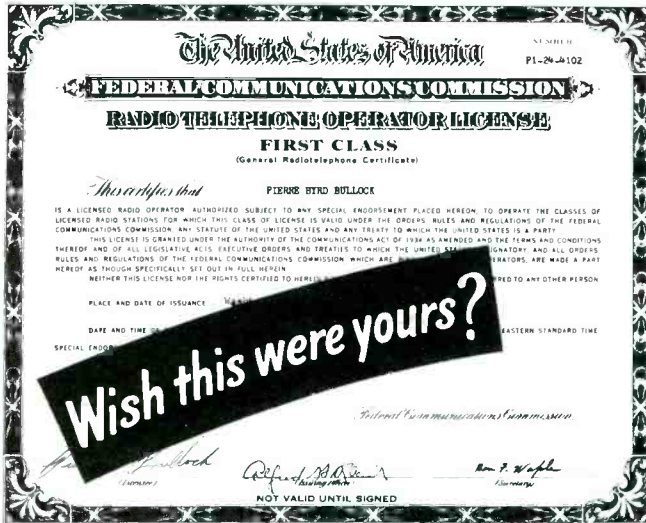 The United States of America
NUMBER
P1-24-4102
FEDERAL COMMUNICATIONS COMMISSION
RADIO TELEPHONE OPERATOR LICENSE
FIRST CLASS
(General Radiotelephone Certificate)
This certifies that PIERRE BYRD BULLOCK
IS A LICENSED RADIO OPERATOR AUTHORIZED SUBJECT TO ANY SPECIAL ENDORSEMENT PLACED HEREON, TO OPERATE THE CLASSES OF
LICENSED RADIO STATIONS FOR WHICH THIS CLASS OF LICENSE IS VALID UNDER THE ORDERS, RULES AND REGULATIONS OF THE FEDERAL
COMMUNICATIONS COMMISSION, ANY STATUTE OF THE UNITED STATES AND ANY TREATY TO WHICH THE UNITED STATES IS A PARTY
THIS LICENSE IS GRANTED UNDER THE AUTHORITY OF THE COMMUNICATIONS ACT OF 1934 AS AMENDED AND THE TERMS AND CONDITIONS
THEREOF AND OF ALL LEGISLATIVE ACTS EXECUTIVE ORDERS AND TREATIES TO WHICH THE UNITED SIGNATORY AND ALL ORDERS
RULES AND REGULATIONS OF THE FEDERAL COMMUNICATIONS COMMISSION WHICH ARE ERATORS, ARE MADE A PART
HEREOF AS THOUGH SPECIFICALLY SET OUT IN FULL HEREIN
NEITHER THIS LICENSE NOR THE RIGHTS CERTIFIED TO HEREIN RED TO ANY OTHER PERSON
PLACE AND DATE OF ISSUANCE
DATE AND TIME EASTERN STANDARD TIME
SPECIAL ENDOR
Wish this were yours?
Federal Communications Commission
Bullock
Ben F. Waple
(Licensee) (Issuing officer) (Secretary)
NOT VALID UNTIL SIGNED